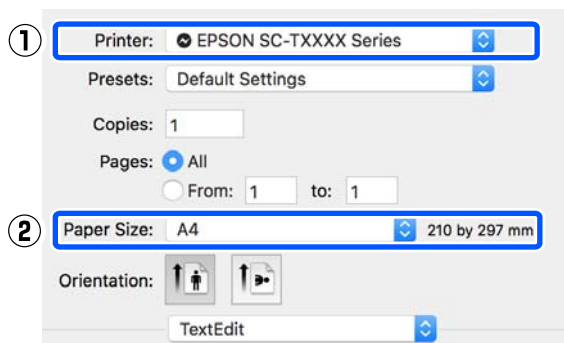 ① Printer: EPSON SC-TXXXX Series
Presets: Default Settings
Copies: 1
Pages: All
From: 1 to: 1
② Paper Size: A4 210 by 297 mm
Orientation:
TextEdit